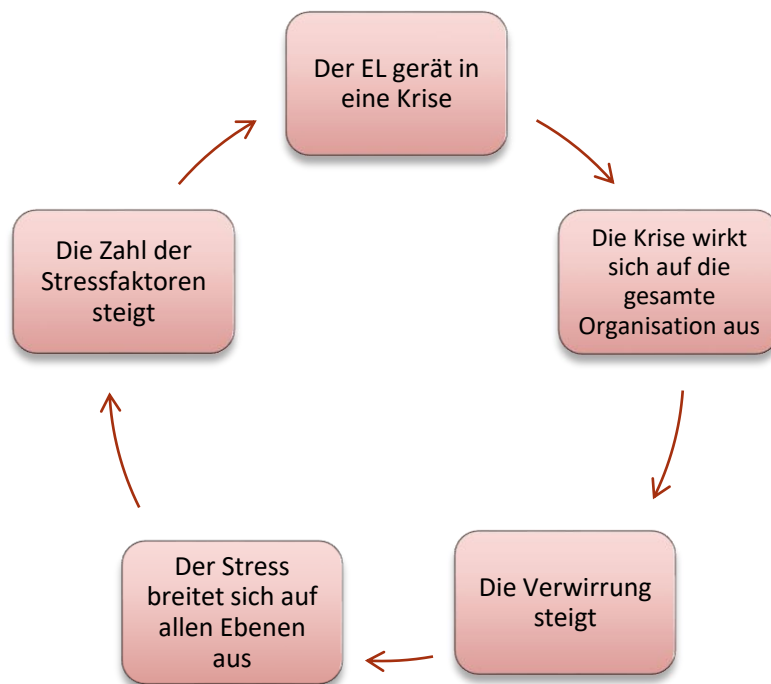 Der EL gerät in
eine Krise
Die Krise wirkt
sich auf die
gesamte
Organisation aus
Die Verwirrung
steigt
Der Stress
breitet sich auf
allen Ebenen
aus
Die Zahl der
Stressfaktoren
steigt